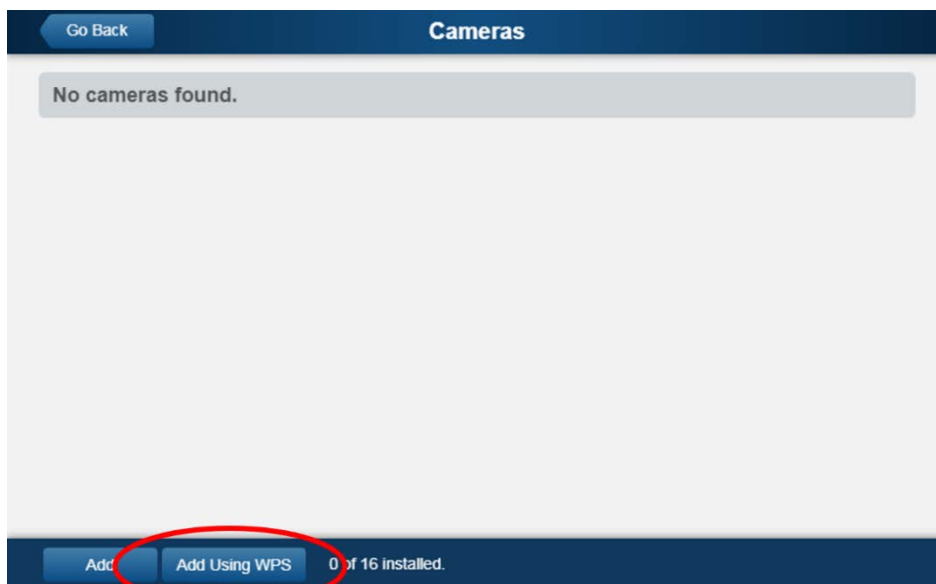 Go Back
Cameras
No cameras found.
Add
Add Using WPS
0 of 16 installed.